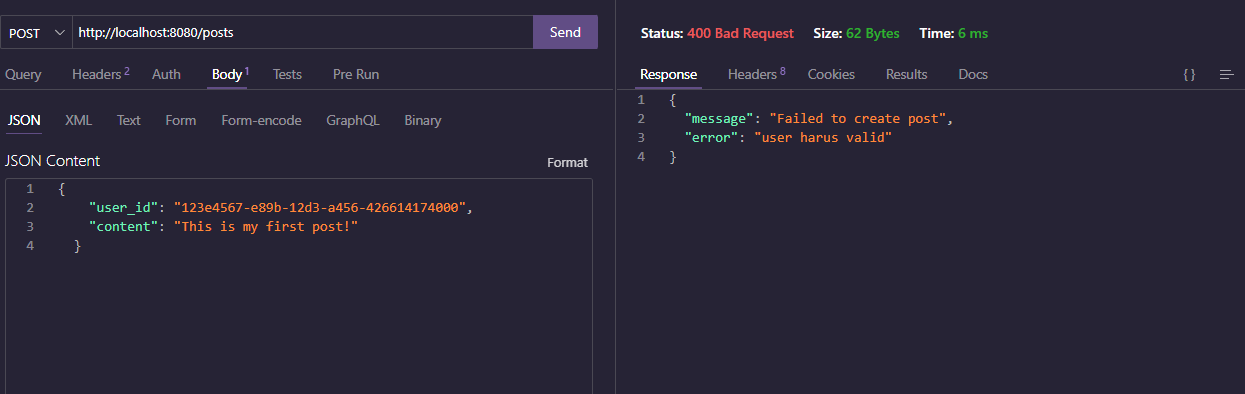 POST http://localhost:8080/posts Send
Status: 400 Bad Request Size: 62 Bytes Time: 6 ms
Query Headers 2 Auth Body 1 Tests Pre Run
Response Headers 8 Cookies Results Docs { }
JSON XML Text Form Form-encode GraphQL Binary
JSON Content Format
1 {
2 "user_id": "123e4567-e89b-12d3-a456-426614174000",
3 "content": "This is my first post!"
4 }
1 {
2 "message": "Failed to create post",
3 "error": "user harus valid"
4 }